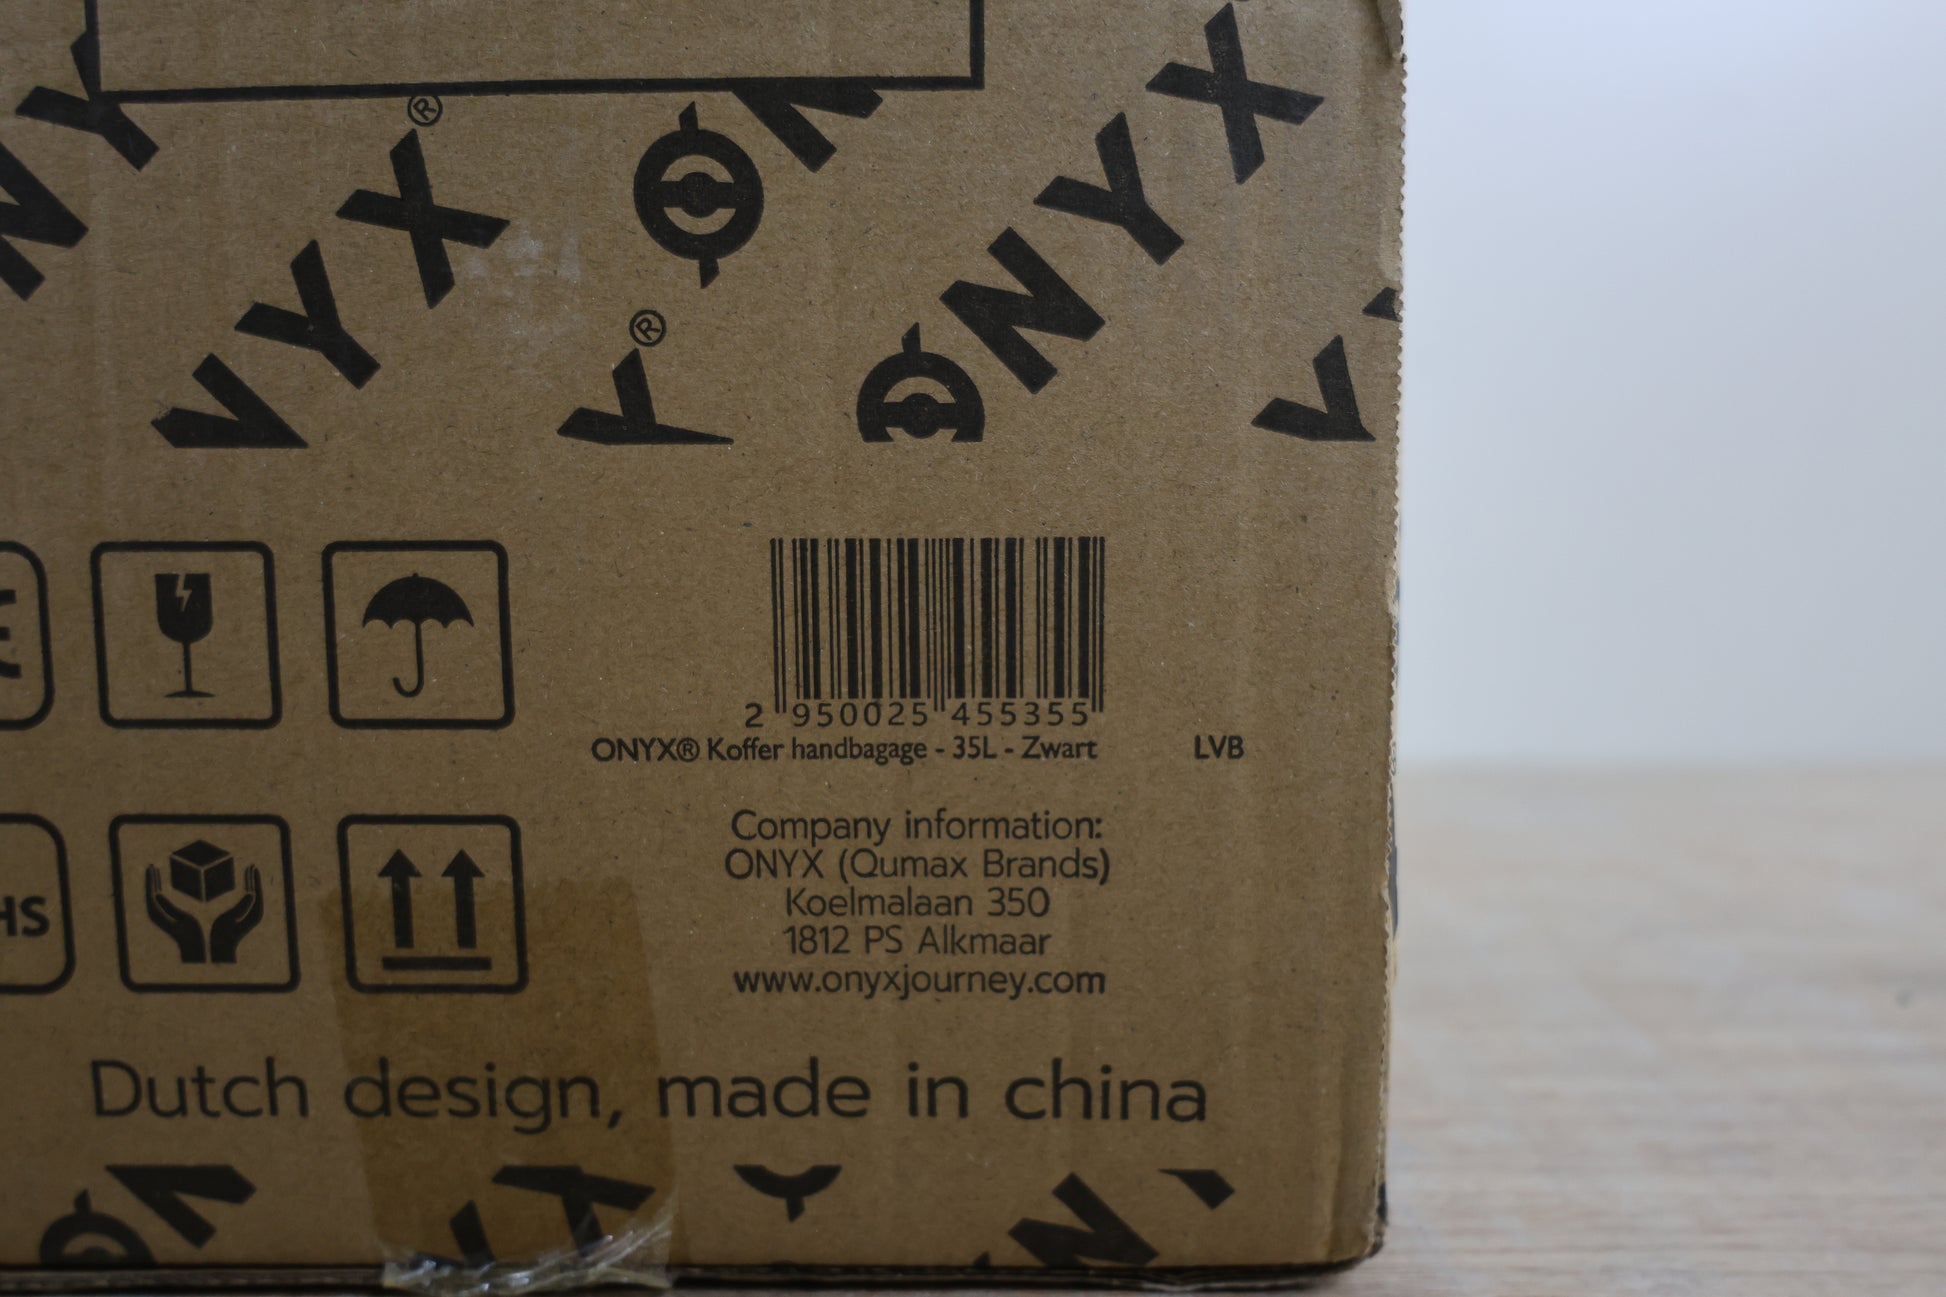 ONYX®
ONYX
2 950025 455355
ONYX® Koffer handbagage - 35L - Zwart LVB
Company information:
ONYX (Qumax Brands)
Koelmalaan 350
1812 PS Alkmaar
www.onyxjourney.com
Dutch design, made in china